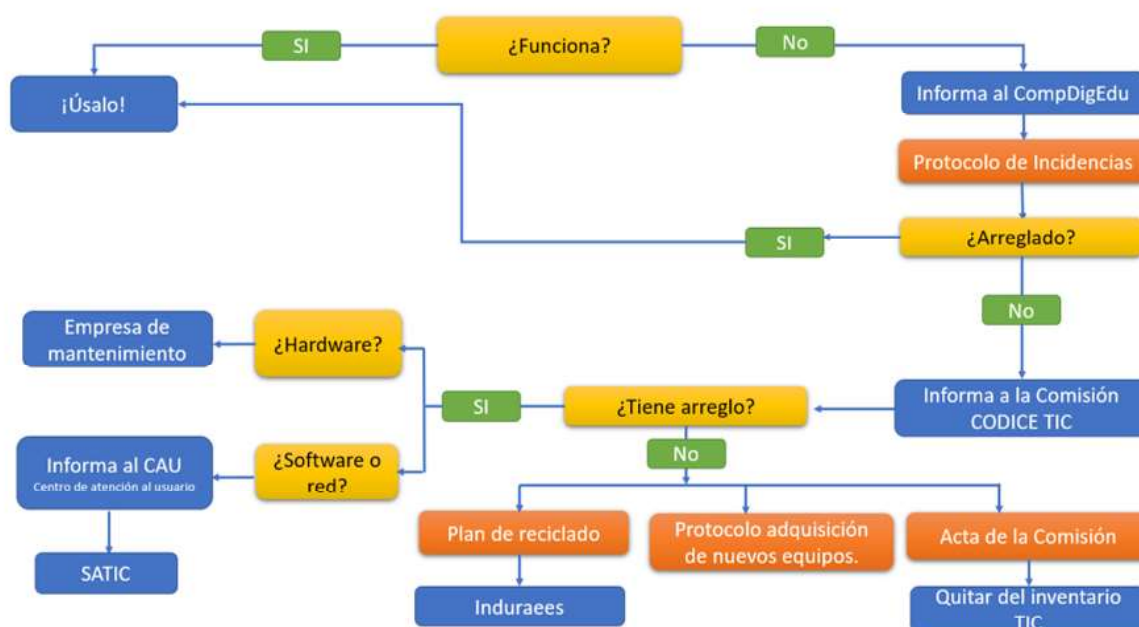 SI
¿Funciona?
No
¡Úsalo!
Informa al CompDigEdu
Protocolo de Incidencias
SI
¿Arreglado?
No
Empresa de
mantenimiento
¿Hardware?
SI
¿Tiene arreglo?
Informa a la Comisión
CODICE TIC
No
Informa al CAU
Centro de atención al usuario
¿Software o
red?
Plan de reciclado
Protocolo adquisición
de nuevos equipos.
Acta de la Comisión
SATIC
Induraees
Quitar del inventario
TIC